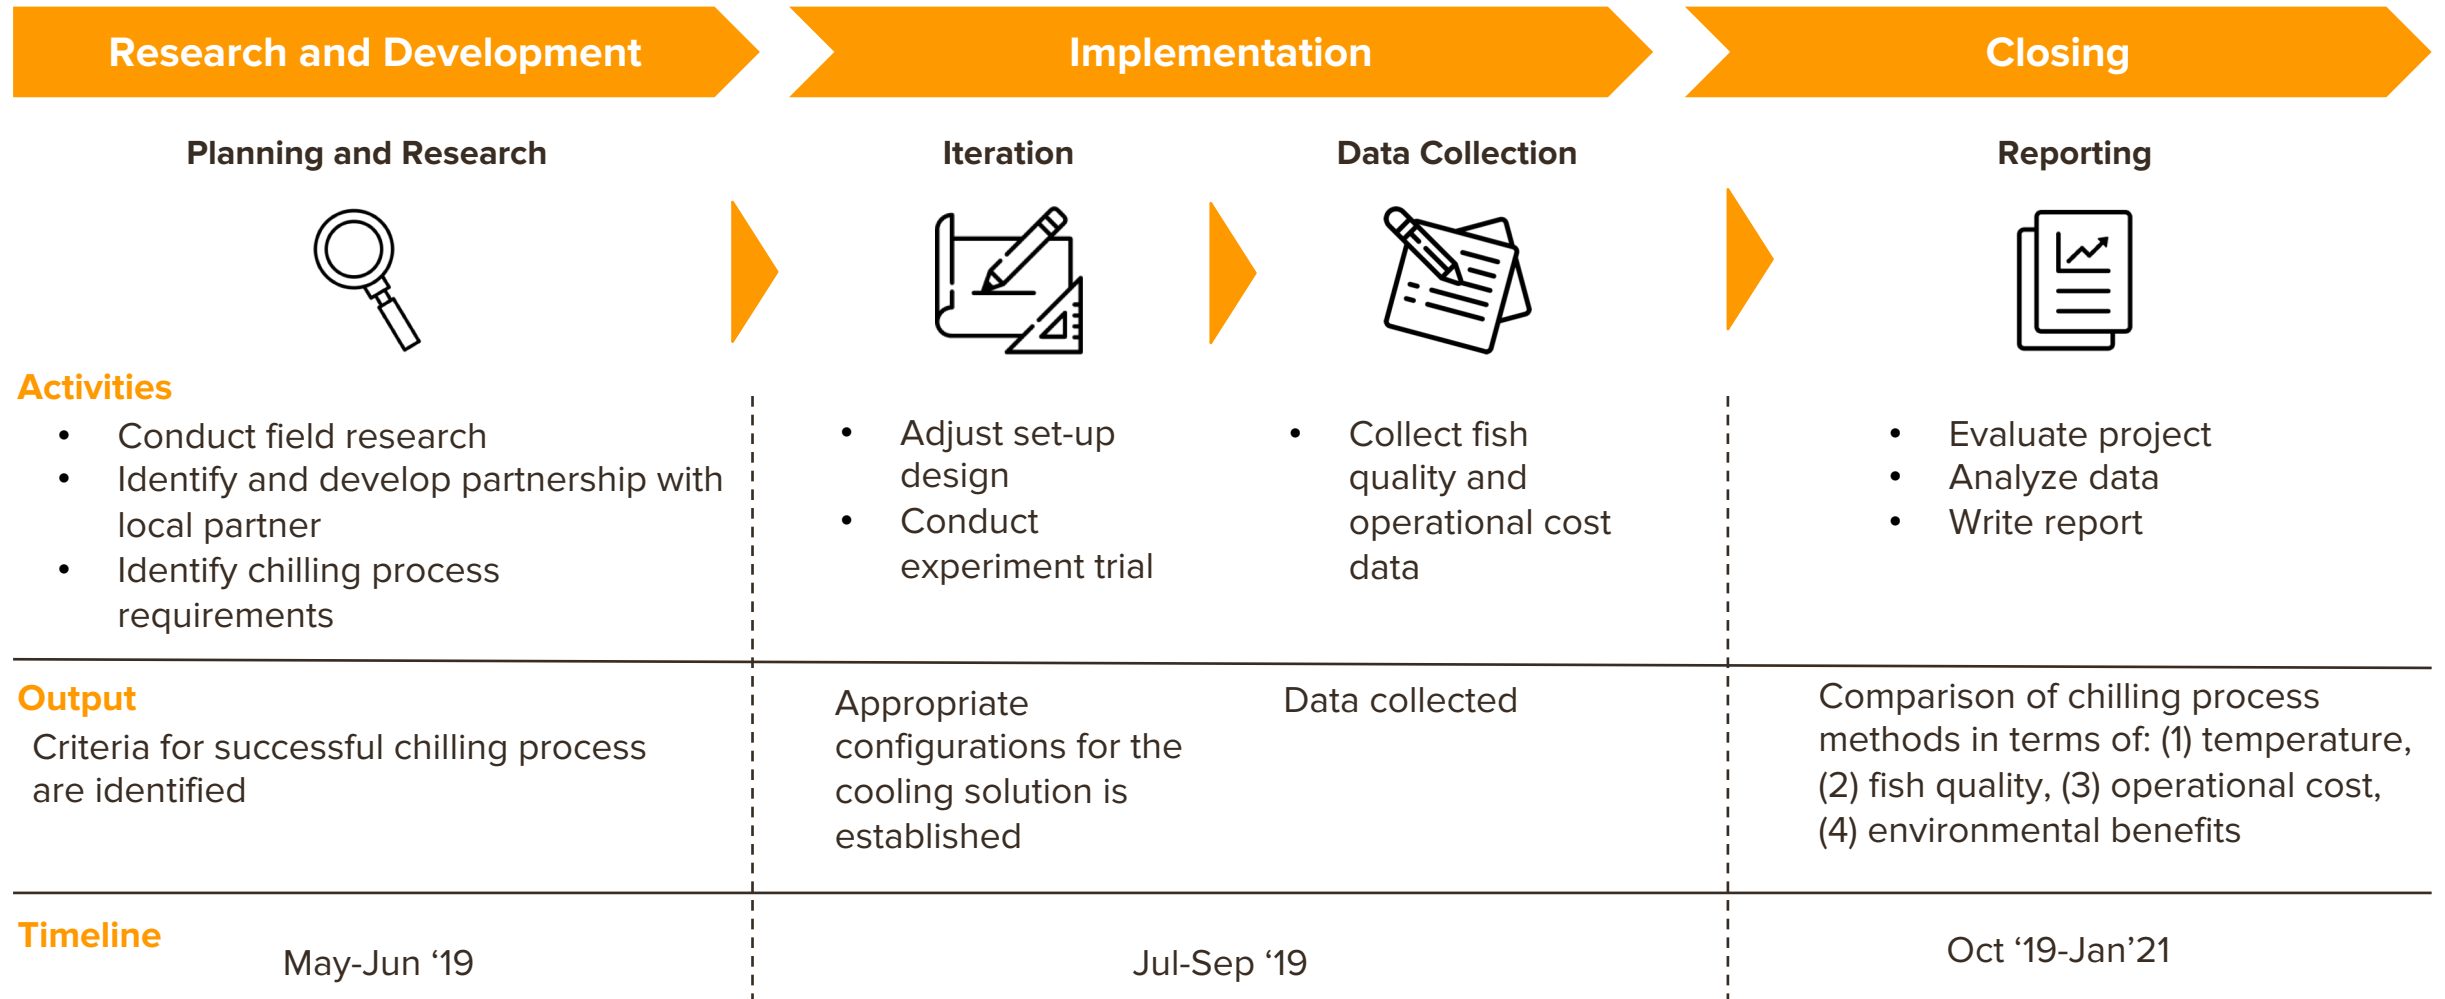 Research and Development
Implementation
Closing
Planning and Research
Iteration
Data Collection
Reporting
Activities
• Conduct field research
• Identify and develop partnership with
local partner
• Identify chilling process
requirements
• Adjust set-up
design
• Conduct
experiment trial
• Collect fish
quality and
operational cost
data
• Evaluate project
• Analyze data
• Write report
Output
Criteria for successful chilling process
are identified
Appropriate
configurations for the
cooling solution is
established
Data collected
Comparison of chilling process
methods in terms of: (1) temperature,
(2) fish quality, (3) operational cost,
(4) environmental benefits
Timeline
May-Jun ‘19
Jul-Sep ‘19
Oct ‘19-Jan’21